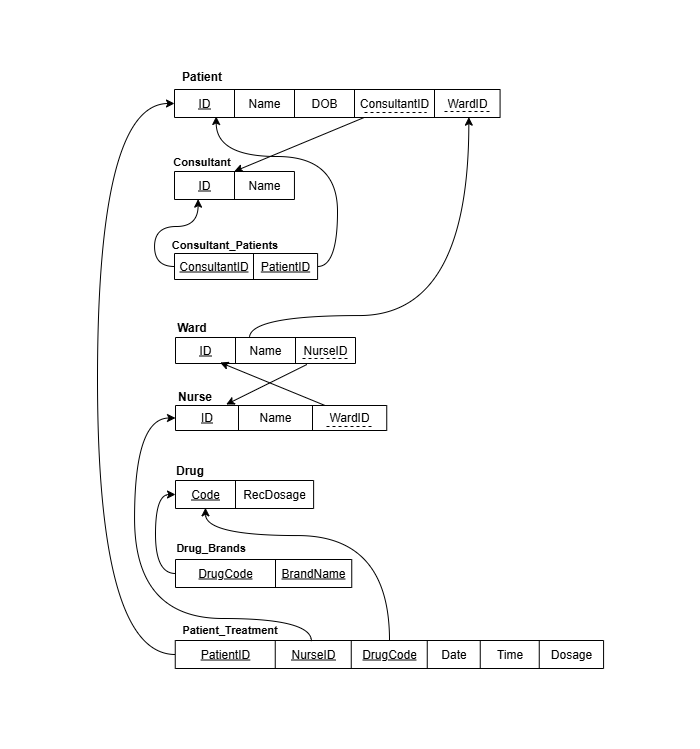 Patient
ID Name DOB ConsultantID WardID
Consultant
ID Name
Consultant_Patients
ConsultantID PatientID
Ward
ID Name NurseID
Nurse
ID Name WardID
Drug
Code RecDosage
Drug_Brands
DrugCode BrandName
Patient_Treatment
PatientID NurseID DrugCode Date Time Dosage